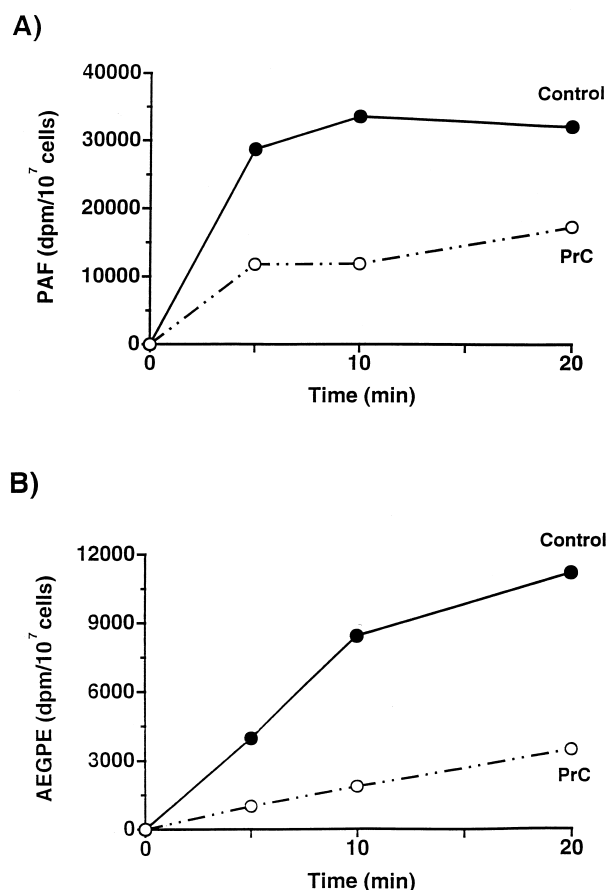 A)
40000
Control
30000
PAF (dpm/10^7 cells)
20000
PrC
10000
0
0 10 20
Time (min)
B)
12000
Control
9000
AEGPE (dpm/10^7 cells)
6000
3000
PrC
0
0 10 20
Time (min)